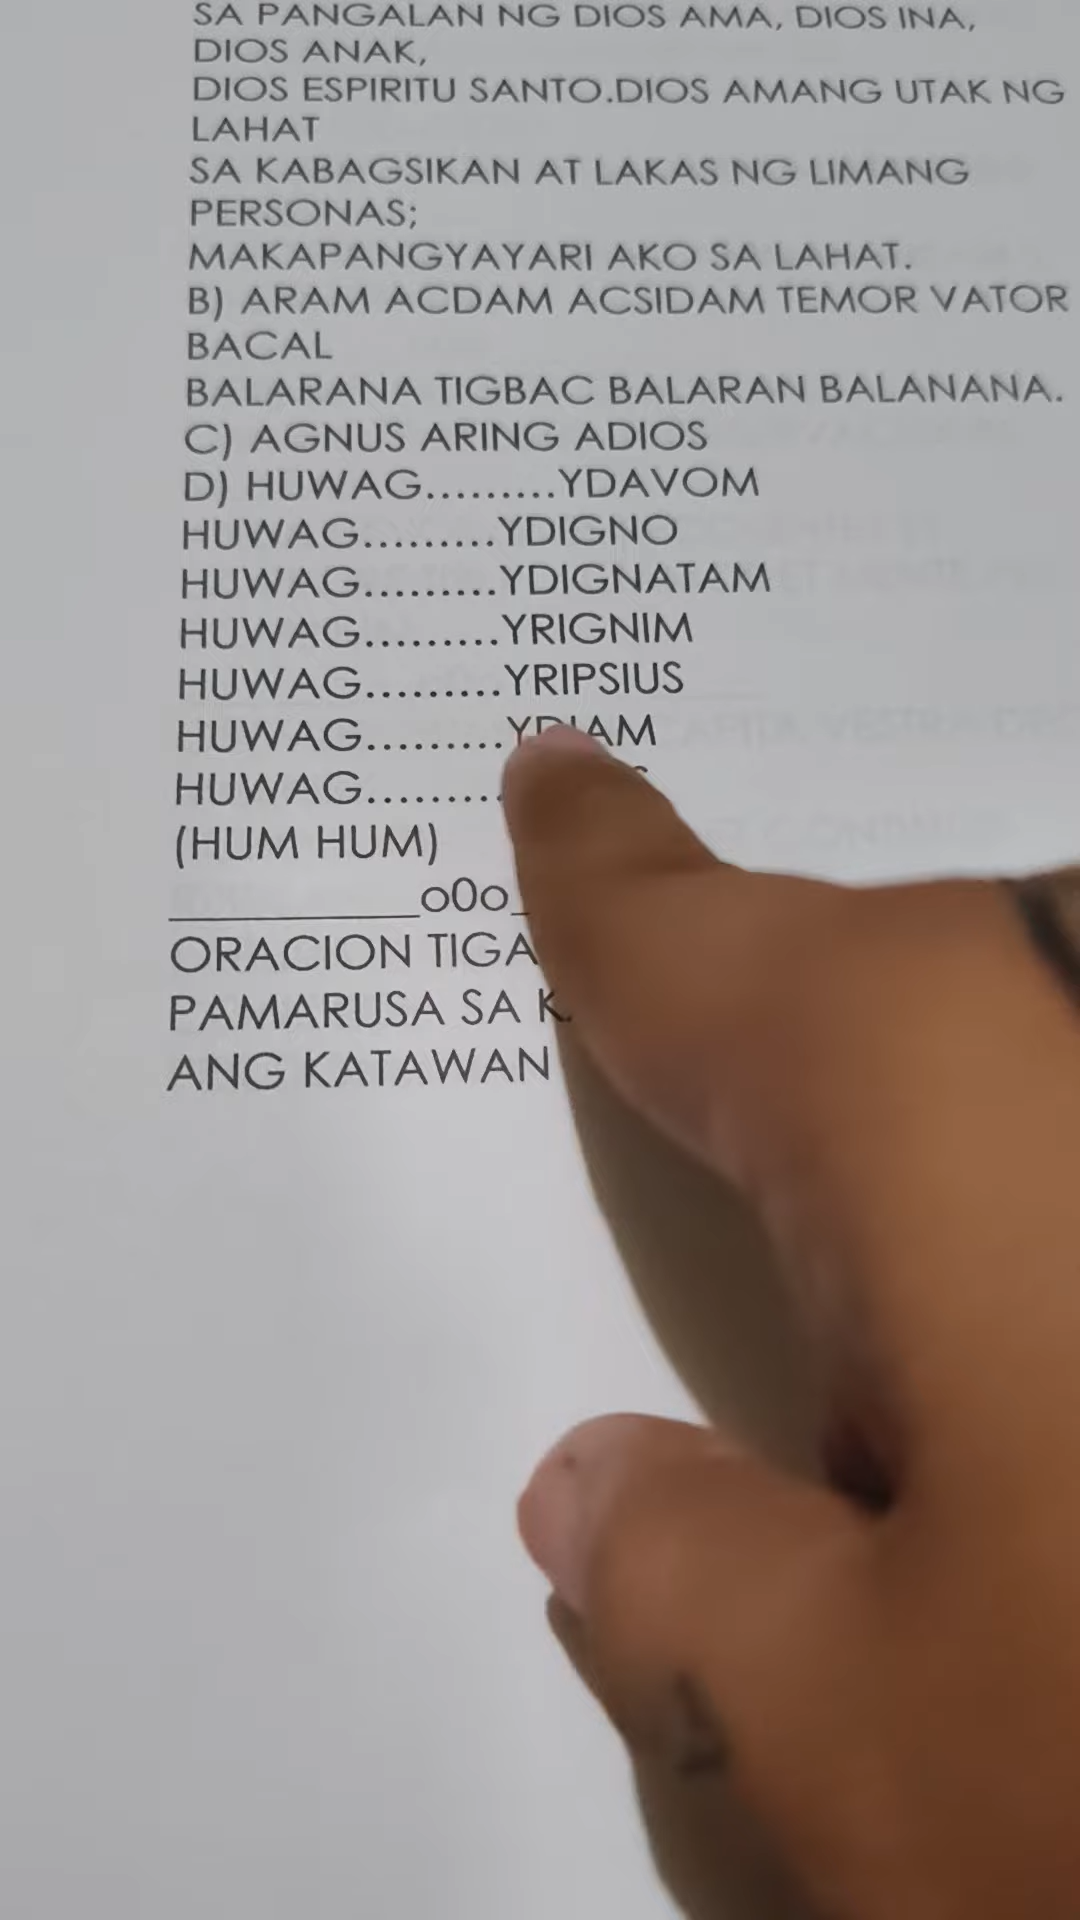 SA PANGALAN NG DIOS AMA, DIOS INA,
DIOS ANAK,
DIOS ESPIRITU SANTO.DIOS AMANG UTAK NG
LAHAT
SA KABAGSIKAN AT LAKAS NG LIMANG
PERSONAS;
MAKAPANGYAYARI AKO SA LAHAT.
B) ARAM ACDAM ACSIDAM TEMOR VATOR
BACAL
BALARANA TIGBAC BALARAN BALANANA.
C) AGNUS ARING ADIOS
D) HUWAG.........YDAVOM
HUWAG.........YDIGNO
HUWAG.........YDIGNATAM
HUWAG.........YRIGNIM
HUWAG.........YRIPSIUS
HUWAG.........YDIAM
HUWAG.........
(HUM HUM)
___________o0o_
ORACION
PAMARUSA SA
ANG KATAWAN